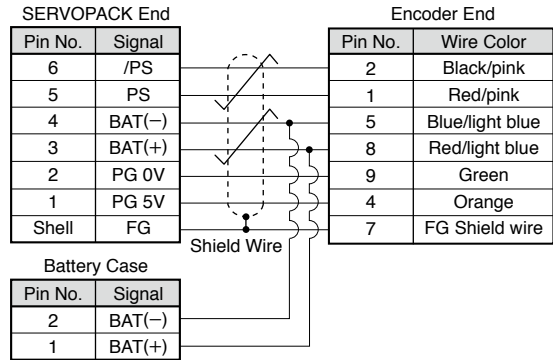 SERVOPACK End
Encoder End
Pin No. Signal
Pin No. Wire Color
6 /PS
2 Black/pink
5 PS
1 Red/pink
4 BAT(−)
5 Blue/light blue
3 BAT(+)
8 Red/light blue
2 PG 0V
9 Green
1 PG 5V
4 Orange
Shell FG
7 FG Shield wire
Shield Wire
Battery Case
Pin No. Signal
2 BAT(−)
1 BAT(+)